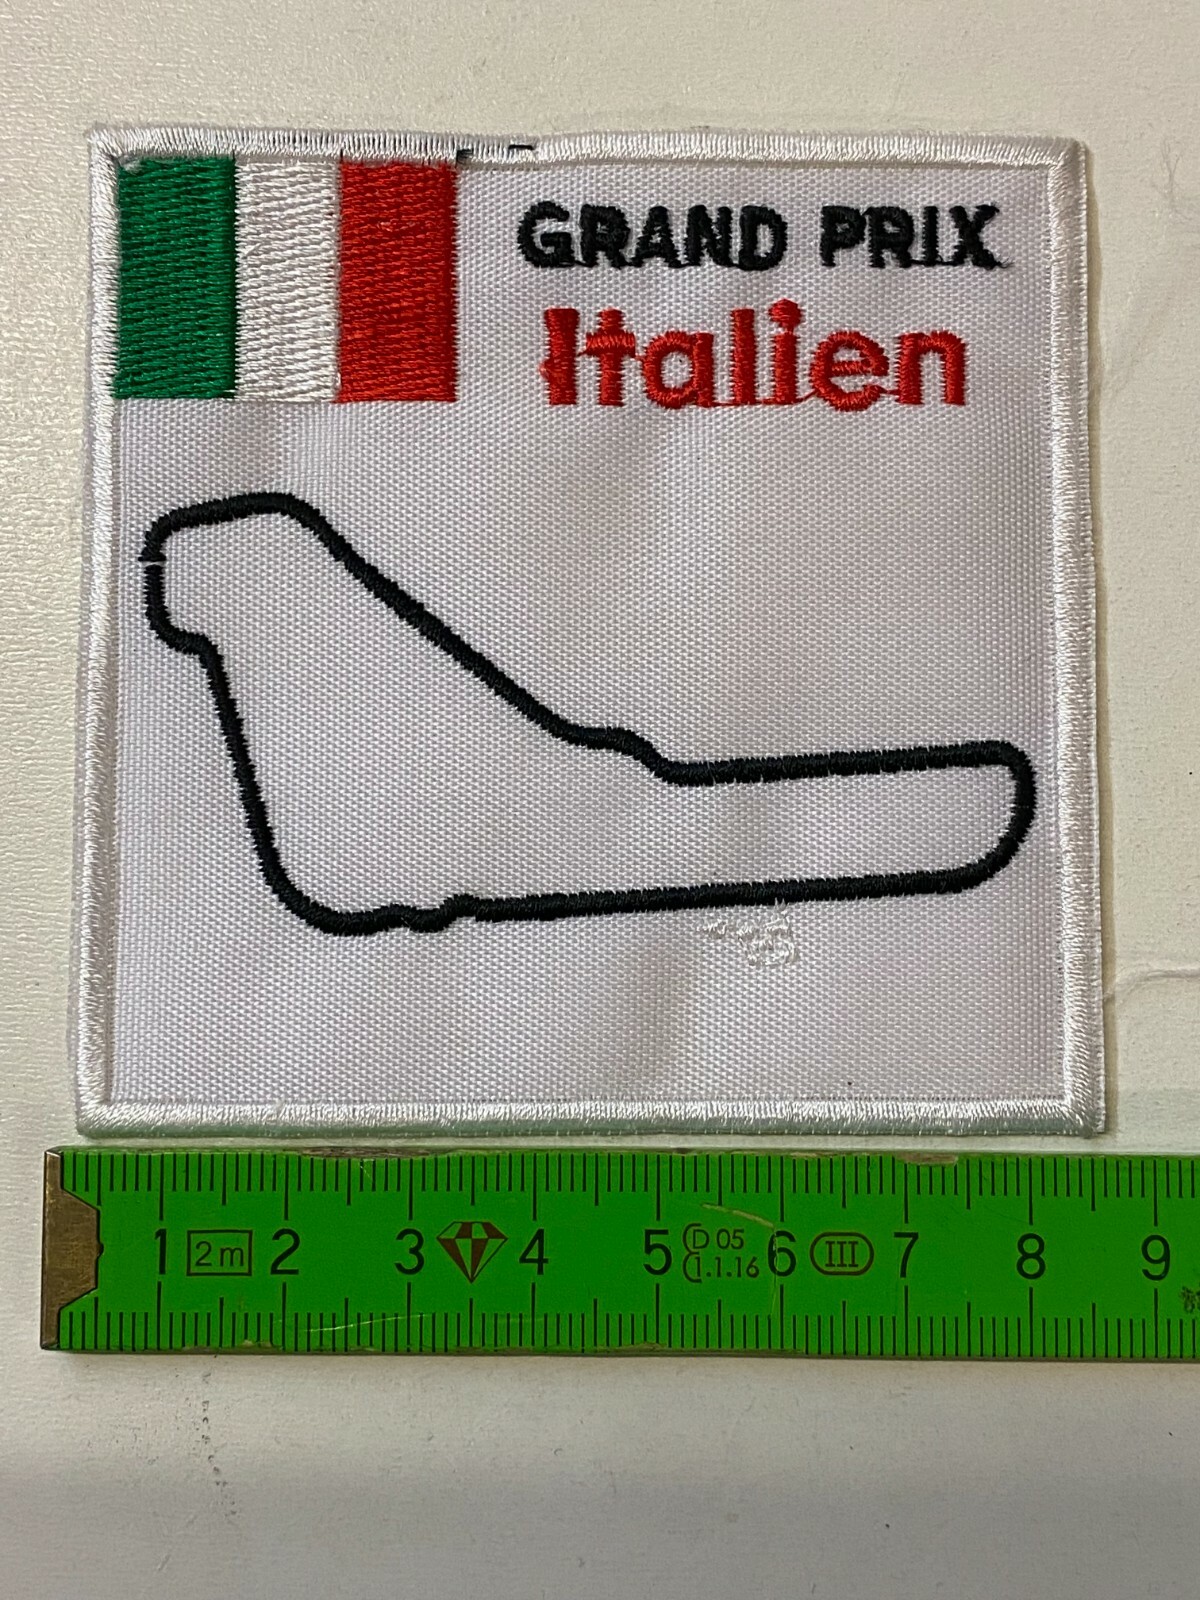 GRAND PRIX
Italien
1 2m 2 3 4 5 D 05 6 III 7 8 9
1.1.16